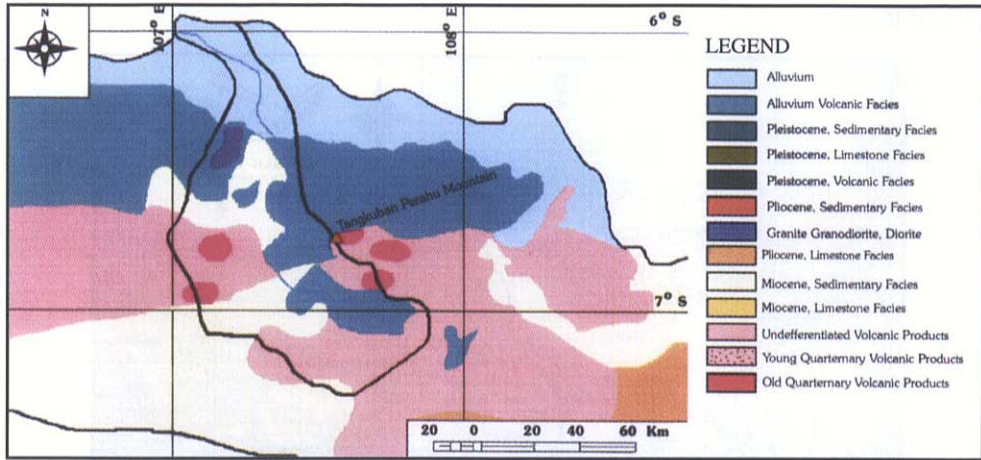 N
107° E
108° E
6° S
Tangkuban Perahu Mountain
7° S
20 0 20 40 60 Km
LEGEND
Alluvium
Alluvium Volcanic Facies
Pleistocene, Sedimentary Facies
Pleistocene, Limestone Facies
Pleistocene, Volcanic Facies
Pliocene, Sedimentary Facies
Granite Granodiorite, Diorite
Pliocene, Limestone Facies
Miocene, Sedimentary Facies
Miocene, Limestone Facies
Undefferentiated Volcanic Products
Young Quarternary Volcanic Products
Old Quarternary Volcanic Products